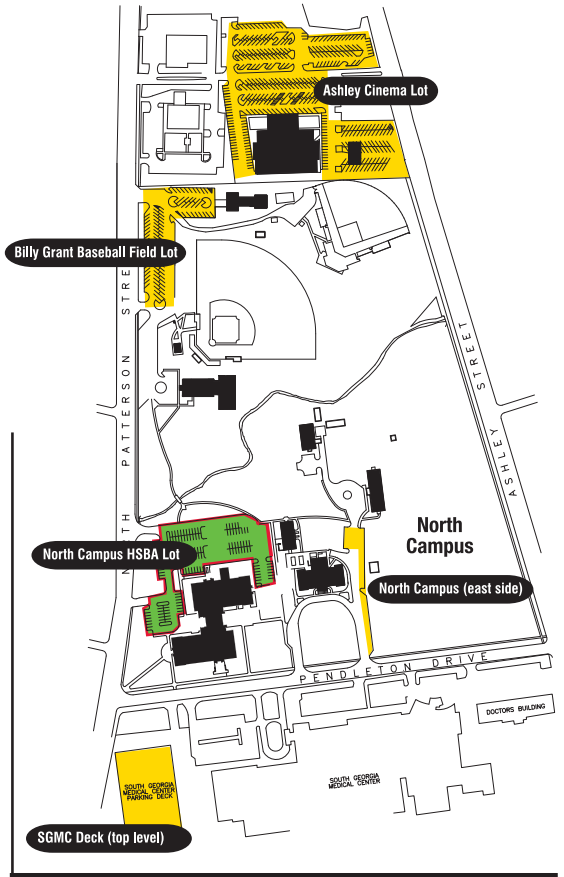 Ashley Cinema Lot
Billy Grant Baseball Field Lot
NORTH PATTERSON STREET
ASHLEY STREET
North
Campus
North Campus HSBA Lot
North Campus (east side)
PENDLETON DRIVE
DOCTORS BUILDING
SOUTH GEORGIA
MEDICAL CENTER
PARKING DECK
SOUTH GEORGIA
MEDICAL CENTER
SGMC Deck (top level)